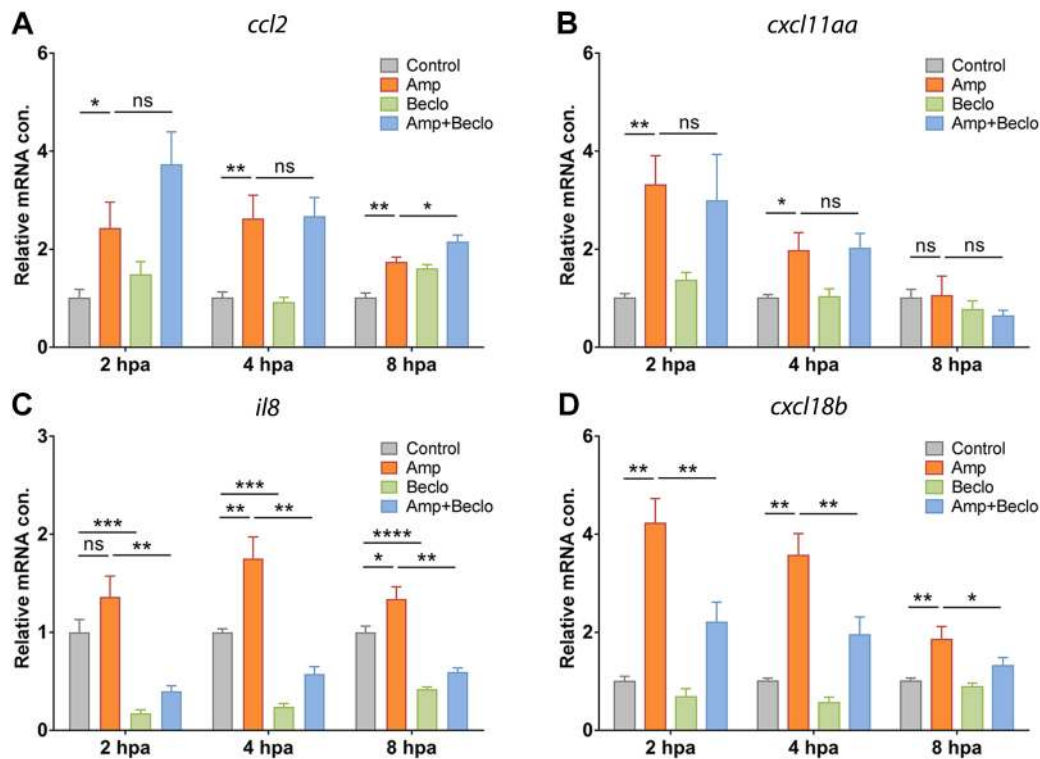 A
ccl2
6
4
2
0
Relative mRNA con.
Control
Amp
Beclo
Amp+Beclo
* ns
** ns
** *
2 hpa 4 hpa 8 hpa
B
cxcl11aa
6
4
2
0
Relative mRNA con.
Control
Amp
Beclo
Amp+Beclo
** ns
* ns
ns ns
2 hpa 4 hpa 8 hpa
C
il8
3
2
1
0
Relative mRNA con.
Control
Amp
Beclo
Amp+Beclo
***
ns **
***
** **
****
* **
2 hpa 4 hpa 8 hpa
D
cxcl18b
6
4
2
0
Relative mRNA con.
Control
Amp
Beclo
Amp+Beclo
** **
** **
** *
2 hpa 4 hpa 8 hpa